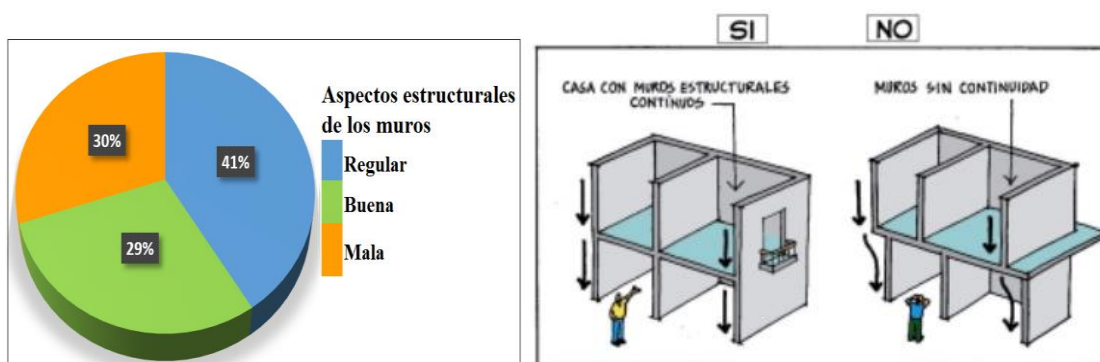 41%
29%
30%
Aspectos estructurales
de los muros
Regular
Buena
Mala
SI
NO
CASA CON MUROS ESTRUCTURALES
CONTÍNUOS
MUROS SIN CONTINUIDAD